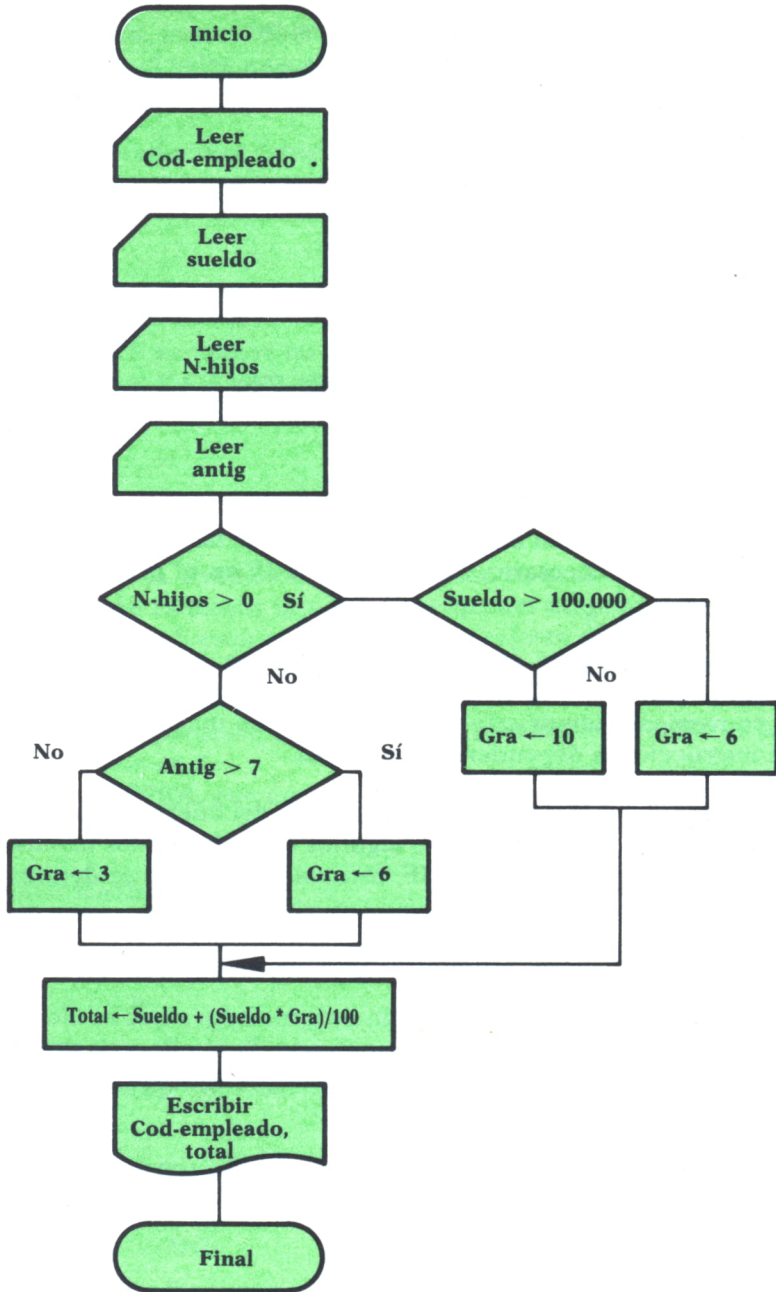 Inicio
Leer
Cod-empleado .
Leer
sueldo
Leer
N-hijos
Leer
antig
N-hijos > 0 Sí
Sueldo > 100.000
No
No
Gra ← 10
Gra ← 6
No
Antig > 7
Sí
Gra ← 3
Gra ← 6
Total ← Sueldo + (Sueldo * Gra)/100
Escribir
Cod-empleado,
total
Final